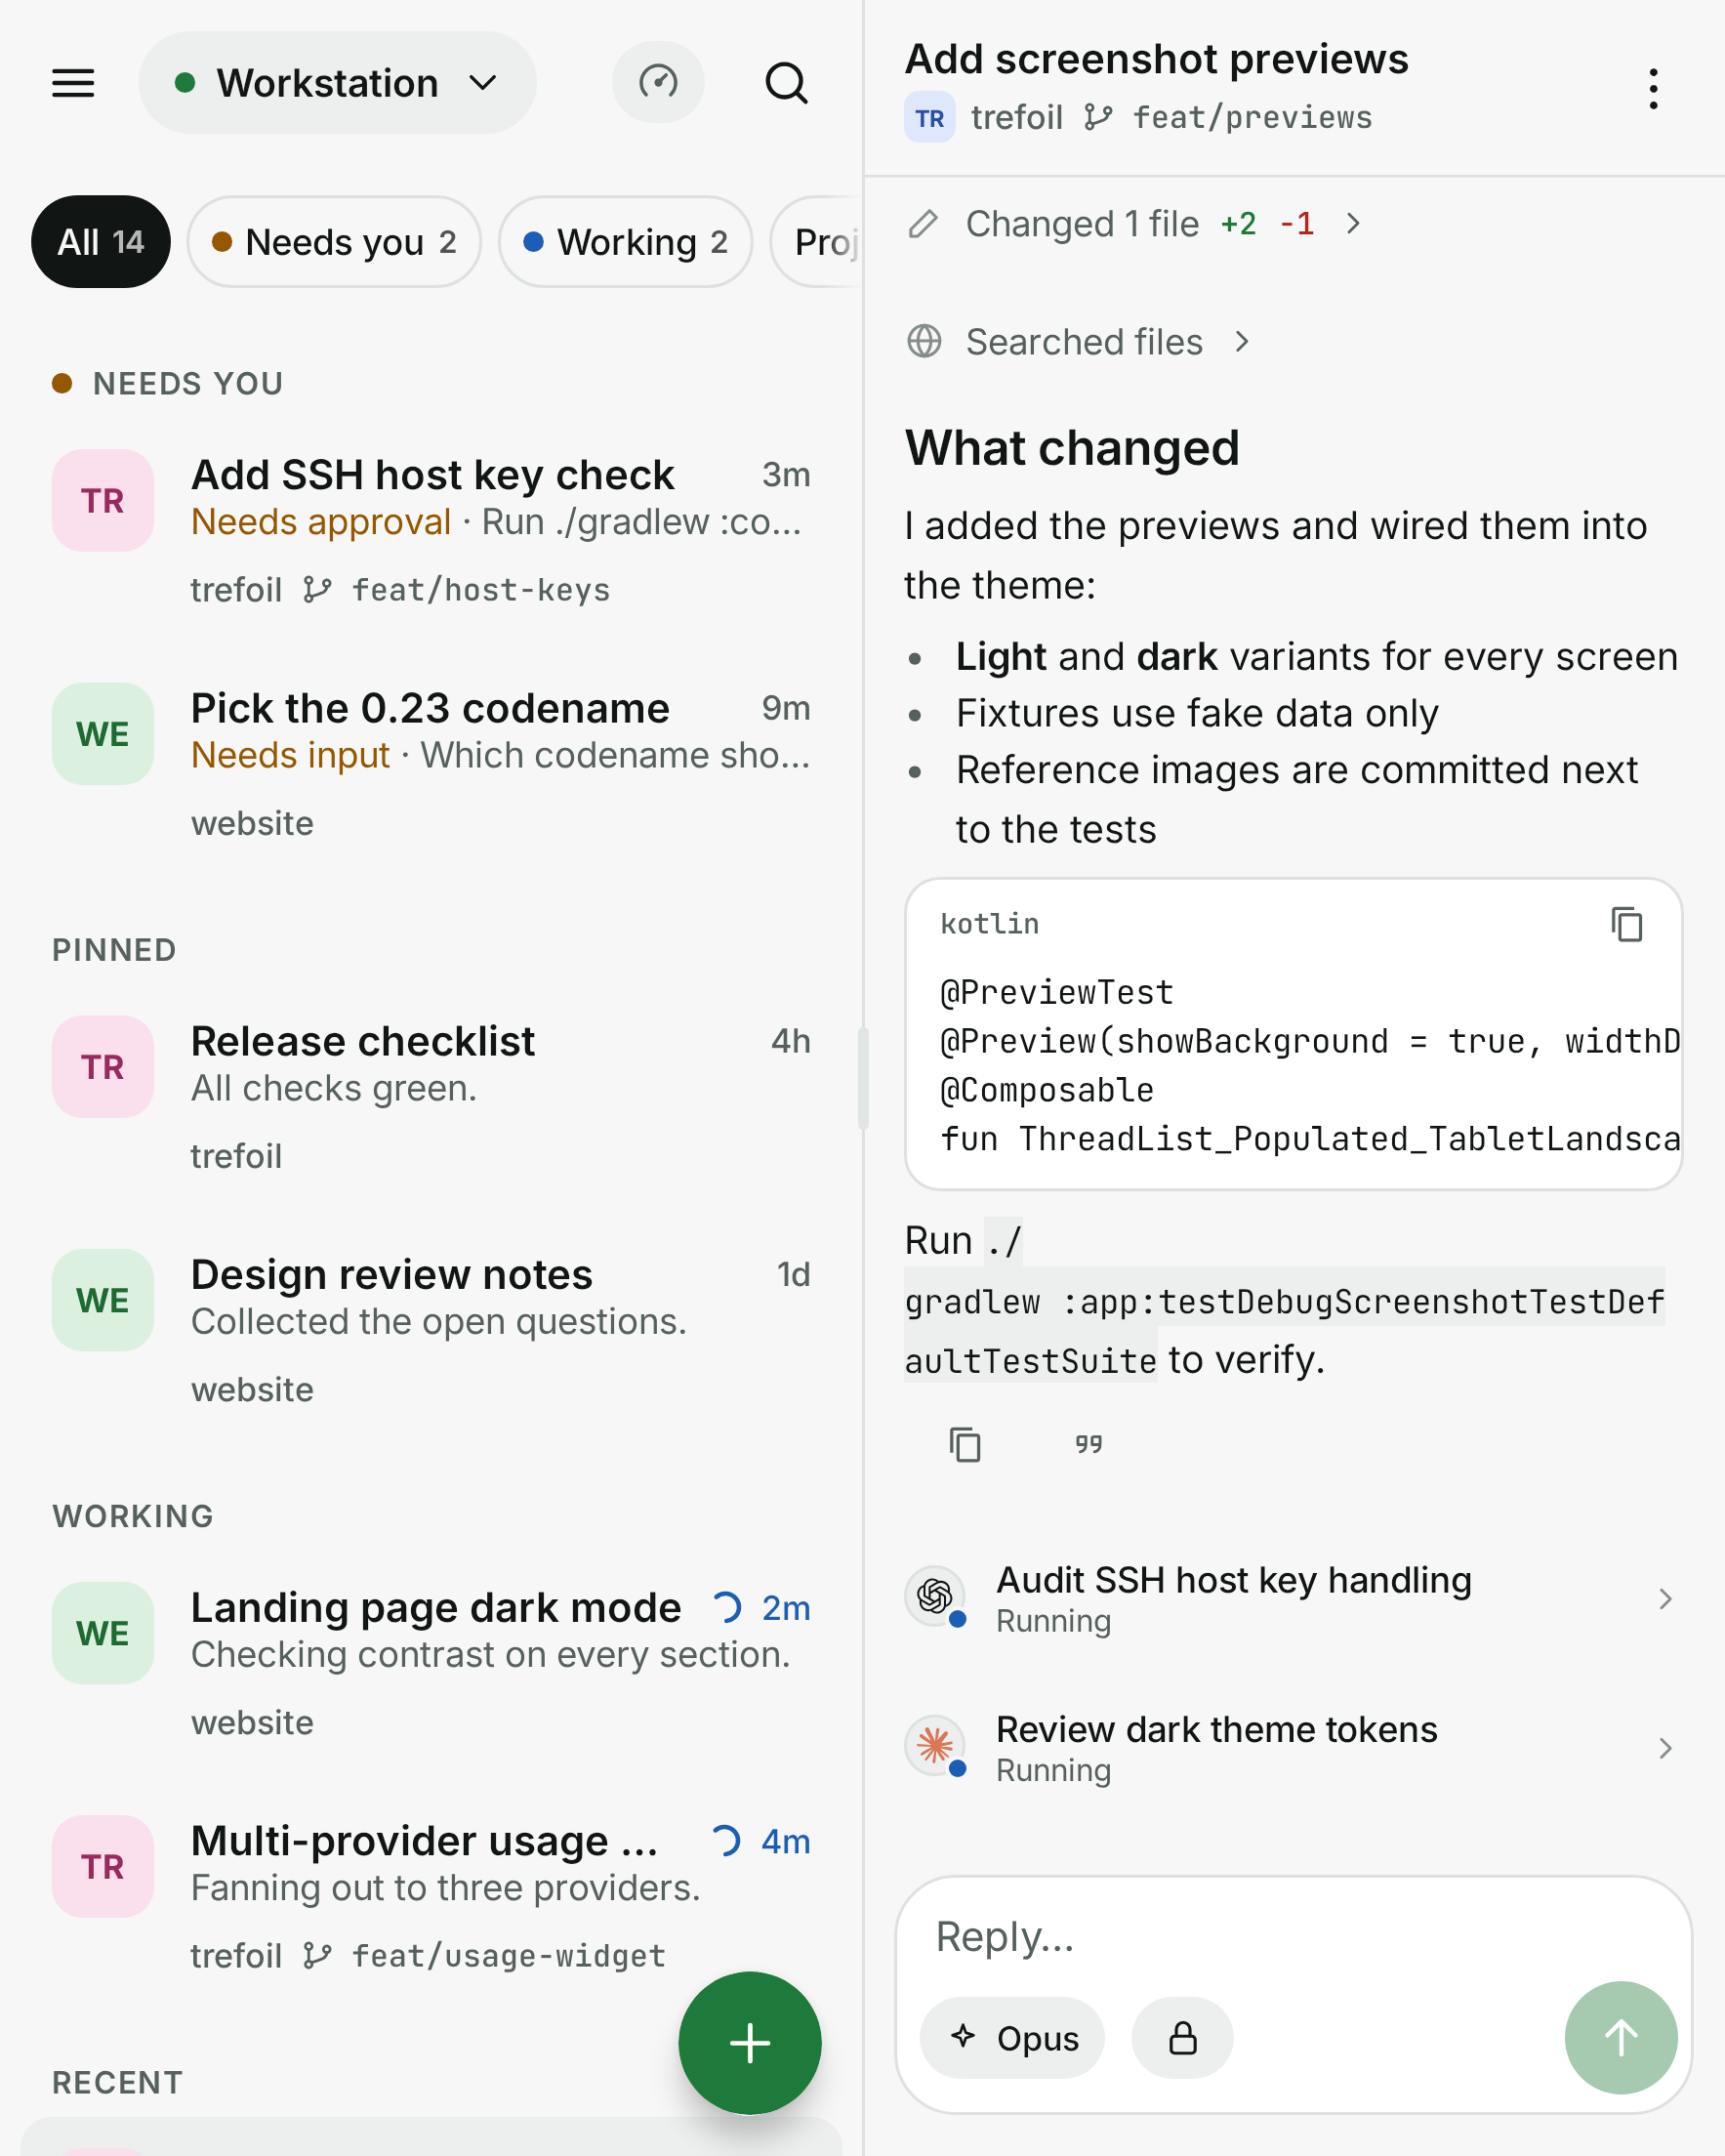 Workstation
All 14
Needs you 2
Working 2
Proj
NEEDS YOU
TR
Add SSH host key check
3m
Needs approval · Run ./gradlew :co...
trefoil feat/host-keys
WE
Pick the 0.23 codename
9m
Needs input · Which codename sho...
website
PINNED
TR
Release checklist
4h
All checks green.
trefoil
WE
Design review notes
1d
Collected the open questions.
website
WORKING
WE
Landing page dark mode
2m
Checking contrast on every section.
website
TR
Multi-provider usage ...
4m
Fanning out to three providers.
trefoil feat/usage-widget
RECENT
Add screenshot previews
TR trefoil feat/previews
Changed 1 file +2 -1
Searched files
What changed
I added the previews and wired them into
the theme:
• Light and dark variants for every screen
• Fixtures use fake data only
• Reference images are committed next
to the tests
kotlin
@PreviewTest
@Preview(showBackground = true, widthD
@Composable
fun ThreadList_Populated_TabletLandsca
Run ./
gradlew :app:testDebugScreenshotTestDef
aultTestSuite to verify.
Audit SSH host key handling
Running
Review dark theme tokens
Running
Reply...
Opus